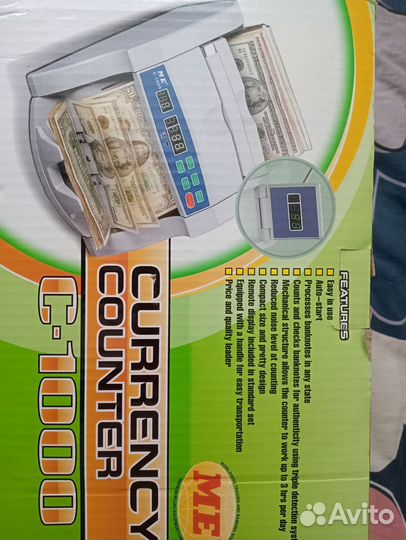 FEATURES
Easy in use
Auto-start
Processes banknotes in any state
Counts and checks banknotes for authenticity using triple detection syst
Mechanical structure allows the counter to work up to 3 hrs per day
Reduced noise level at counting
Compact size and pretty design
Remote display included in standard set
Equipped with a handle for easy transportation
Price and quality leader
CURRENCY
COUNTER
C-1000
ME
ME
Avito